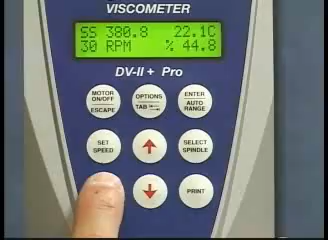 VISCOMETER
SS 380.8 22.1C
30 RPM % 44.8
DV-II+ Pro
MOTOR ON/OFF ESCAPE
OPTIONS TAB
ENTER AUTO RANGE
SET SPEED
SELECT SPINDLE
PRINT